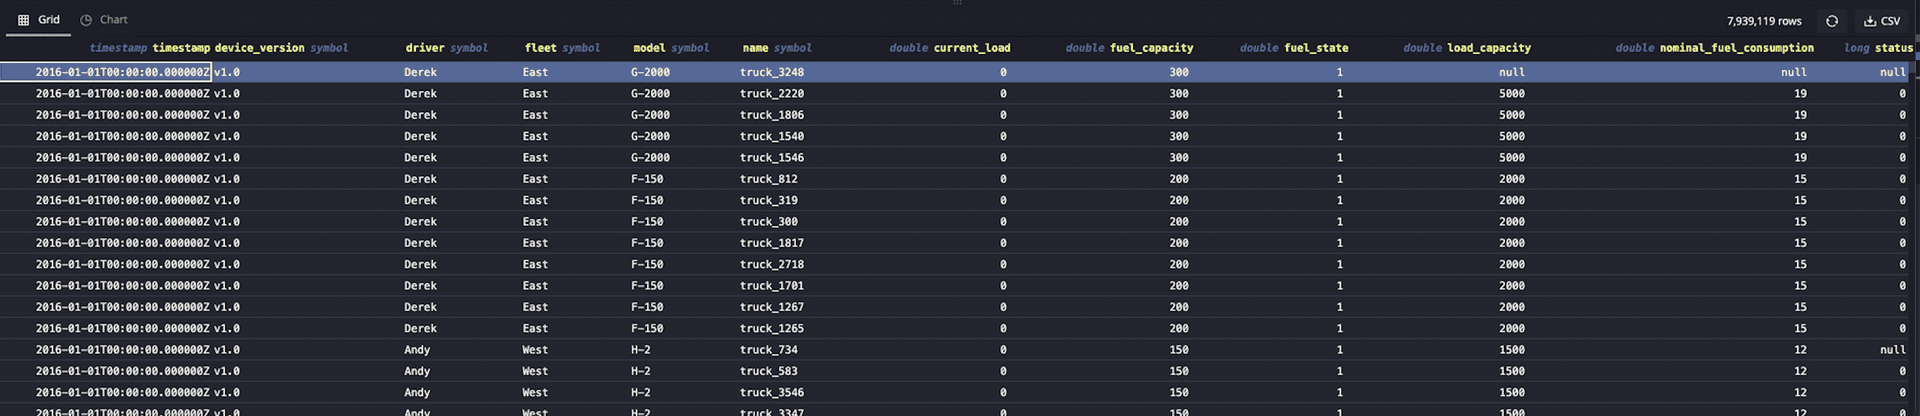 Grid Chart 7,939,119 rows CSV
timestamp timestamp device_version symbol driver symbol fleet symbol model symbol name symbol double current_load double fuel_capacity double fuel_state double load_capacity double nominal_fuel_consumption long status
2016-01-01T00:00:00.000000Z v1.0 Derek East G-2000 truck_3248 0 300 1 null null null
2016-01-01T00:00:00.000000Z v1.0 Derek East G-2000 truck_2220 0 300 1 5000 19 0
2016-01-01T00:00:00.000000Z v1.0 Derek East G-2000 truck_1806 0 300 1 5000 19 0
2016-01-01T00:00:00.000000Z v1.0 Derek East G-2000 truck_1540 0 300 1 5000 19 0
2016-01-01T00:00:00.000000Z v1.0 Derek East G-2000 truck_1546 0 300 1 5000 19 0
2016-01-01T00:00:00.000000Z v1.0 Derek East F-150 truck_812 0 200 1 2000 15 0
2016-01-01T00:00:00.000000Z v1.0 Derek East F-150 truck_319 0 200 1 2000 15 0
2016-01-01T00:00:00.000000Z v1.0 Derek East F-150 truck_300 0 200 1 2000 15 0
2016-01-01T00:00:00.000000Z v1.0 Derek East F-150 truck_1817 0 200 1 2000 15 0
2016-01-01T00:00:00.000000Z v1.0 Derek East F-150 truck_2718 0 200 1 2000 15 0
2016-01-01T00:00:00.000000Z v1.0 Derek East F-150 truck_1701 0 200 1 2000 15 0
2016-01-01T00:00:00.000000Z v1.0 Derek East F-150 truck_1267 0 200 1 2000 15 0
2016-01-01T00:00:00.000000Z v1.0 Derek East F-150 truck_1265 0 200 1 2000 15 0
2016-01-01T00:00:00.000000Z v1.0 Andy West H-2 truck_734 0 150 1 1500 12 null
2016-01-01T00:00:00.000000Z v1.0 Andy West H-2 truck_583 0 150 1 1500 12 0
2016-01-01T00:00:00.000000Z v1.0 Andy West H-2 truck_3546 0 150 1 1500 12 0
2016-01-01T00:00:00.000000Z v1.0 Andy West H-2 truck_3347 0 150 1 1500 12 0